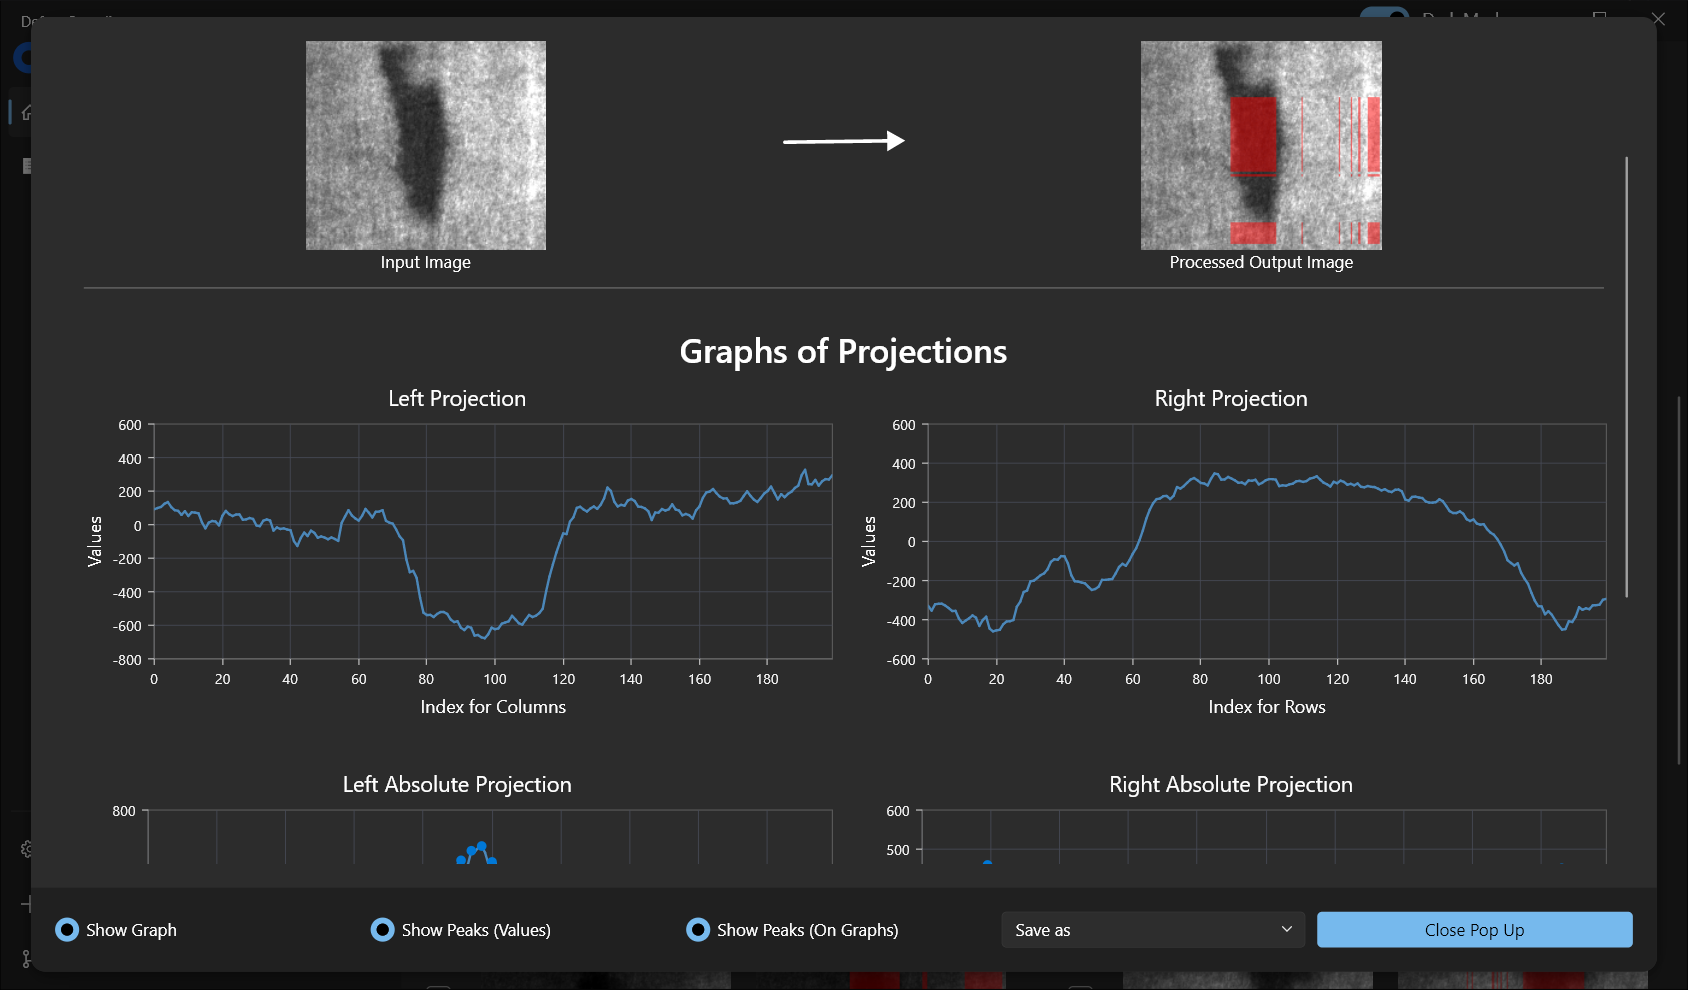 Input Image
Processed Output Image
Graphs of Projections
Left Projection
Right Projection
600
400
200
0
-200
-400
-600
-800
Values
0 20 40 60 80 100 120 140 160 180
Index for Columns
600
400
200
0
-200
-400
-600
Values
0 20 40 60 80 100 120 140 160 180
Index for Rows
Left Absolute Projection
Right Absolute Projection
800
600
500
Show Graph
Show Peaks (Values)
Show Peaks (On Graphs)
Save as
Close Pop Up